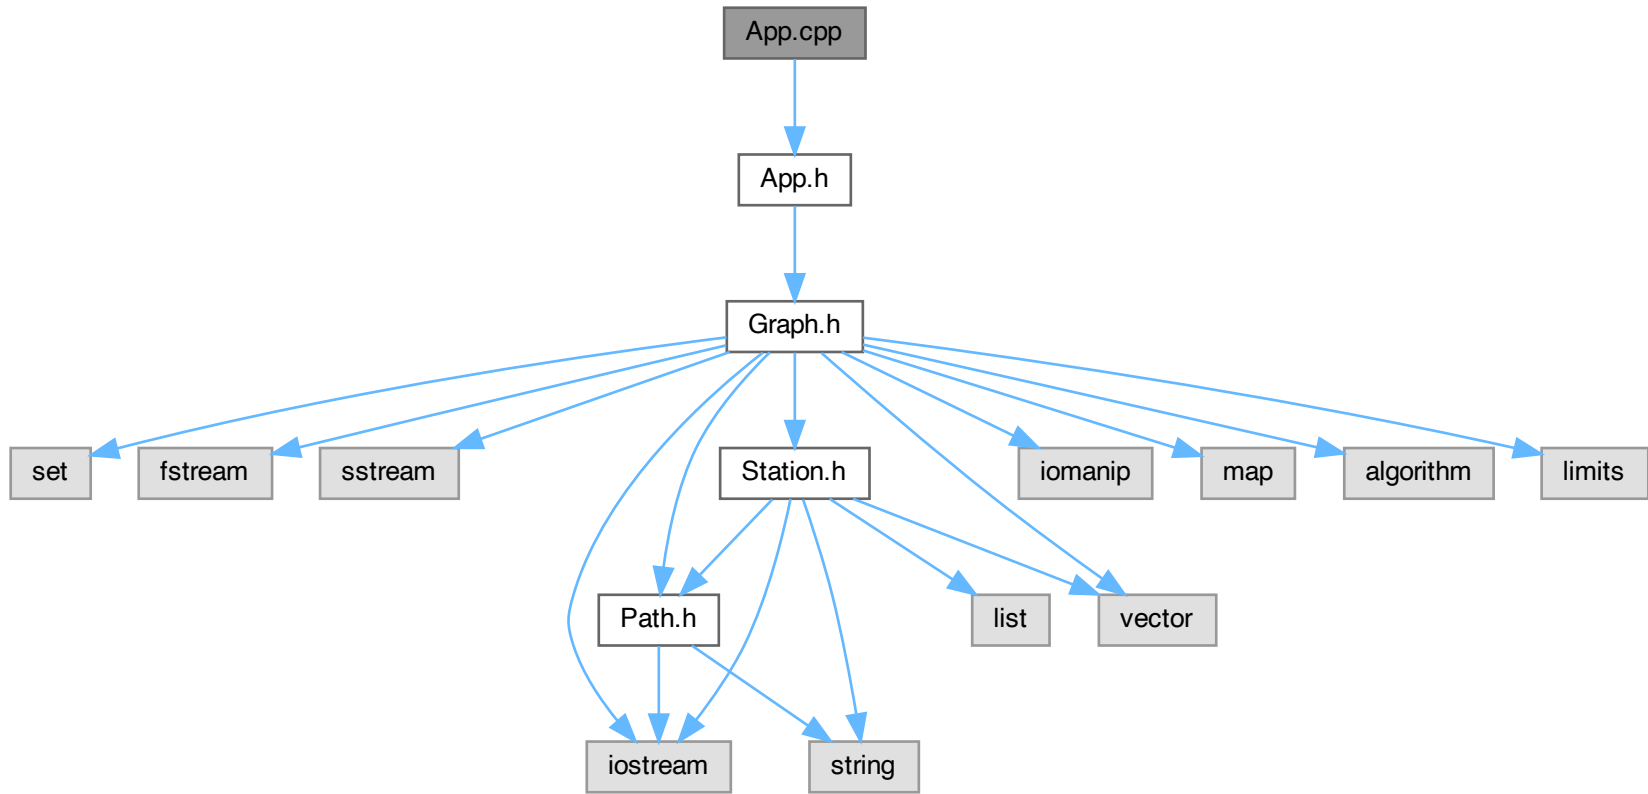 App.cpp
App.h
Graph.h
set
fstream
sstream
Station.h
iomanip
map
algorithm
limits
Path.h
list
vector
iostream
string